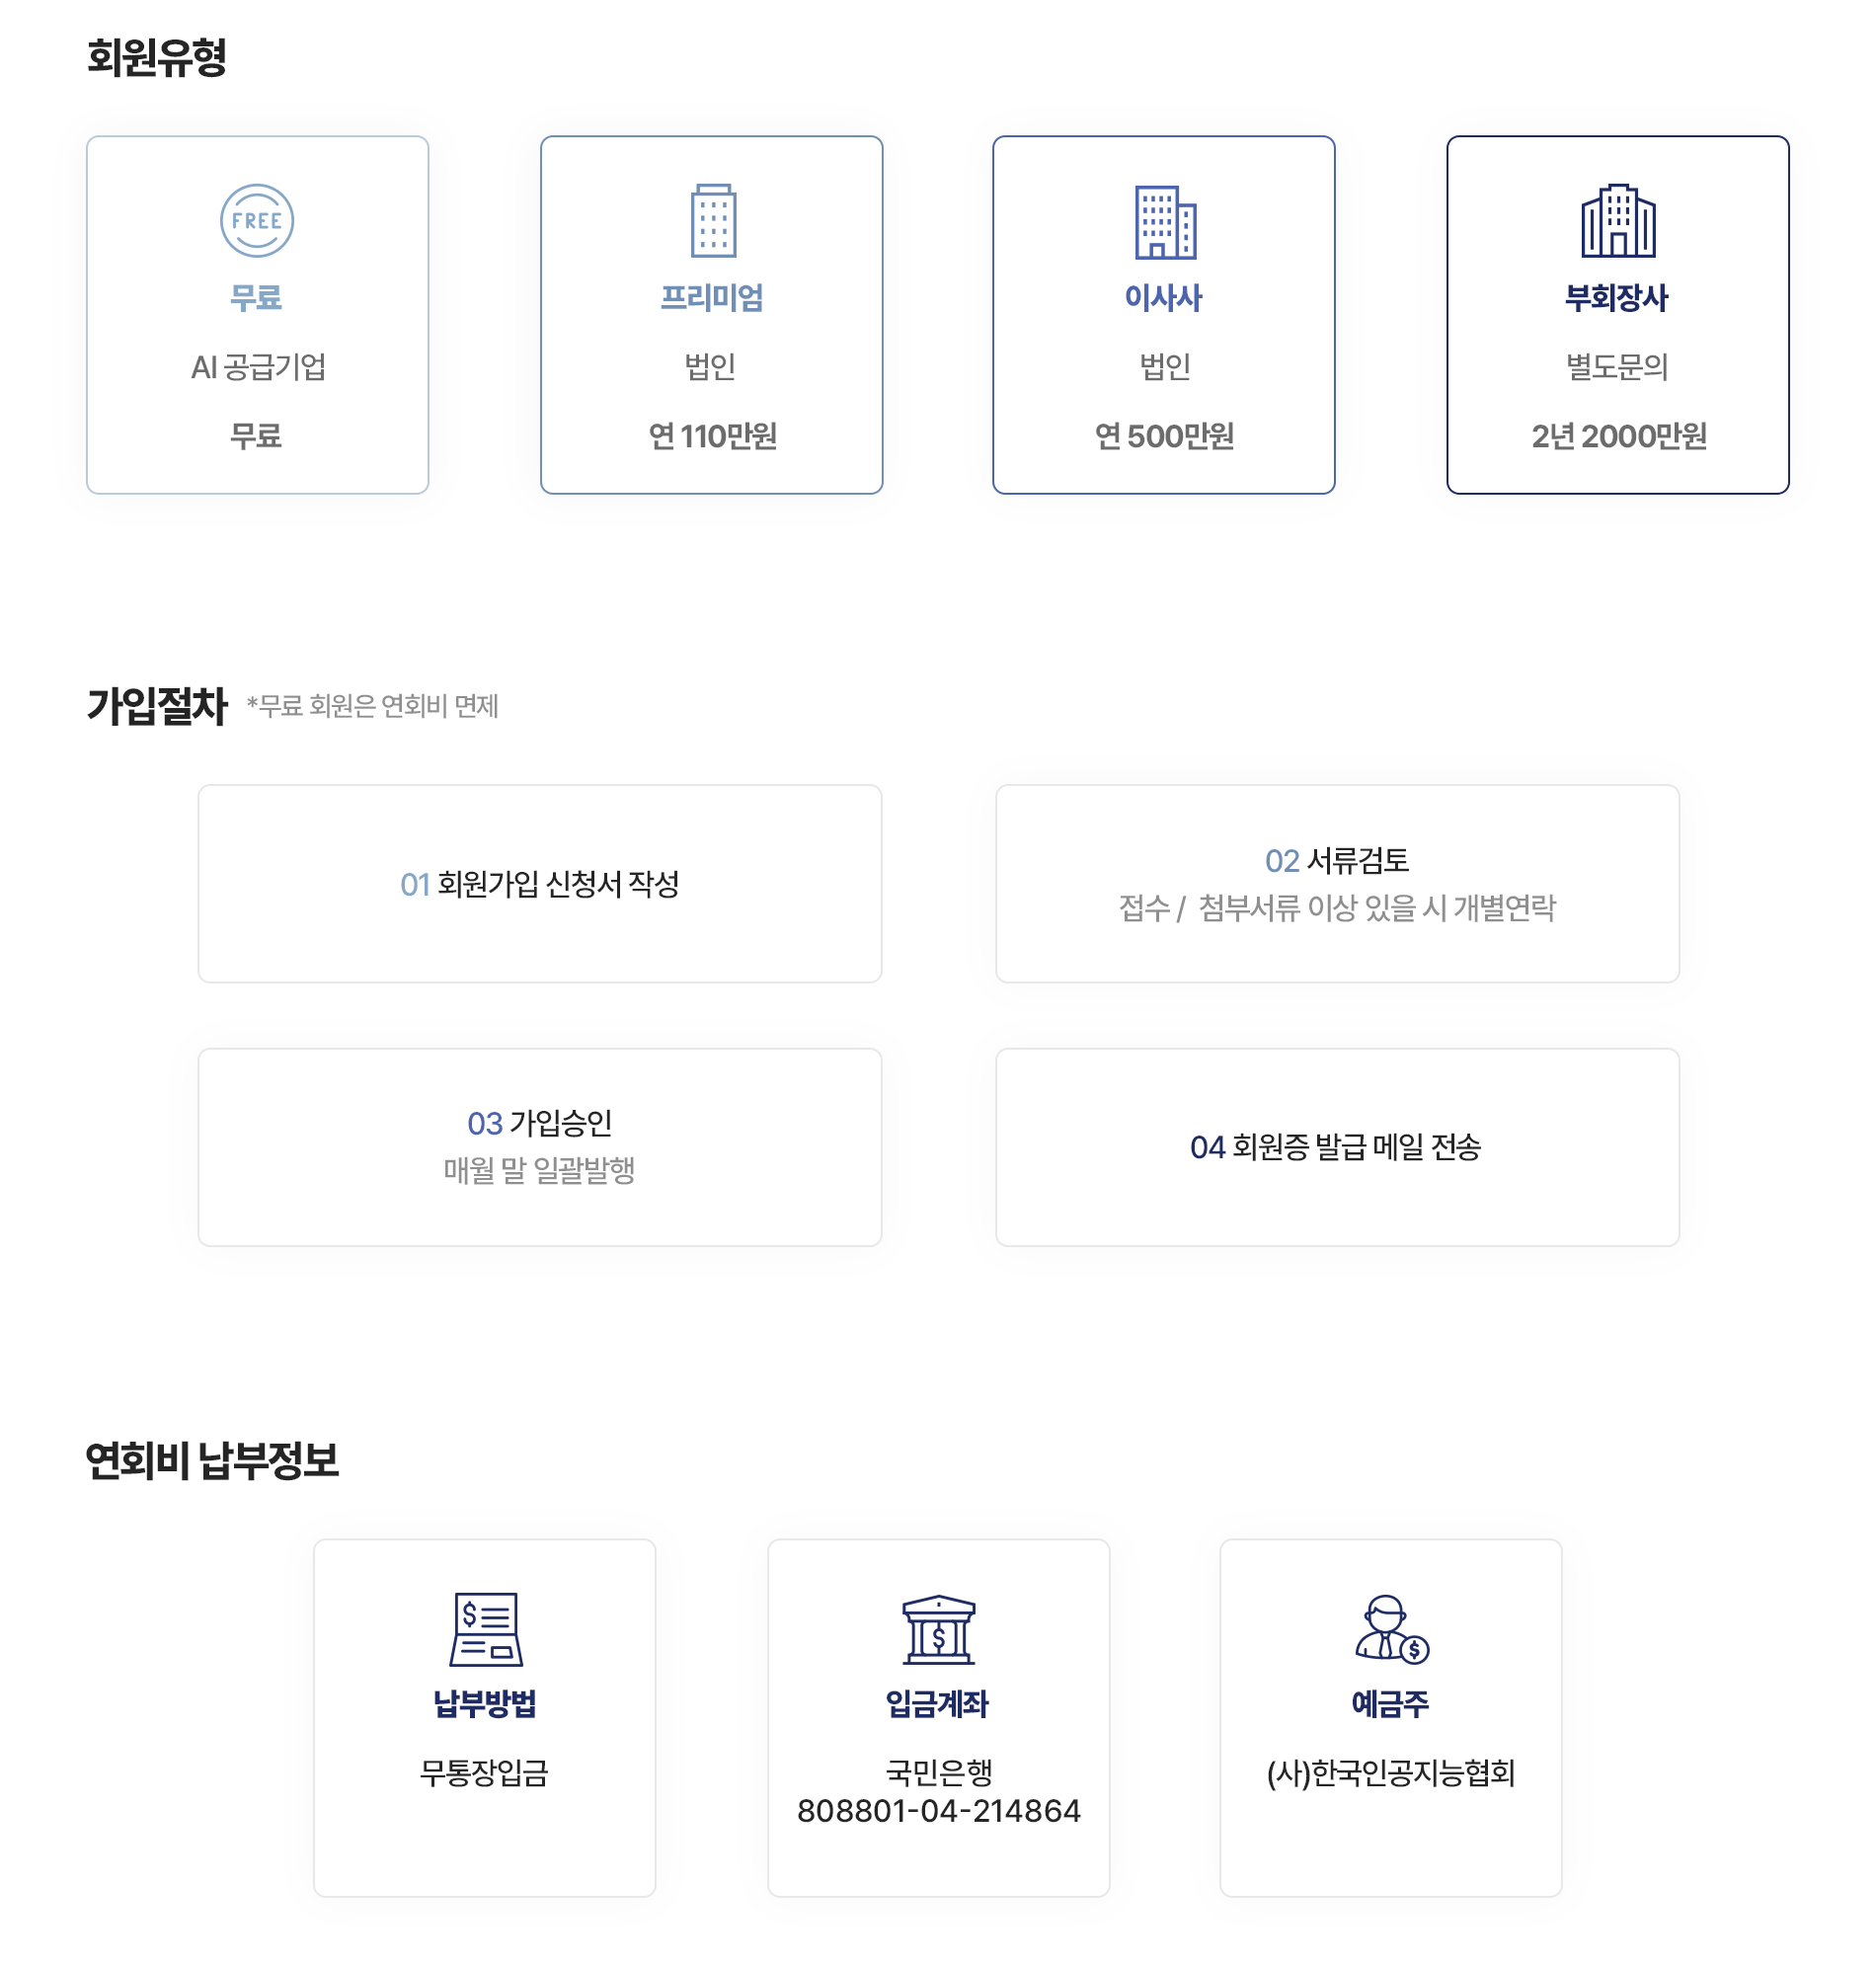 회원유형
FREE
무료
AI 공급기업
무료
프리미엄
법인
연 110만원
이사사
법인
연 500만원
부회장사
별도문의
2년 2000만원
가입절차 *무료 회원은 연회비 면제
01 회원가입 신청서 작성
02 서류검토
접수 / 첨부서류 이상 있을 시 개별연락
03 가입승인
매월 말 일괄발행
04 회원증 발급 메일 전송
연회비 납부정보
$
납부방법
무통장입금
$
입금계좌
국민은행
808801-04-214864
$
예금주
(사)한국인공지능협회